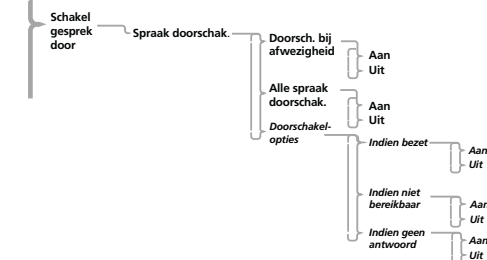 Schakel
gesprek
door
Spraak doorschak.
Doorsch. bij
afwezigheid
Aan
Uit
Alle spraak
doorschak.
Aan
Uit
Doorschakel-
opties
Indien bezet
Aan
Uit
Indien niet
bereikbaar
Aan
Uit
Indien geen
antwoord
Aan
Uit